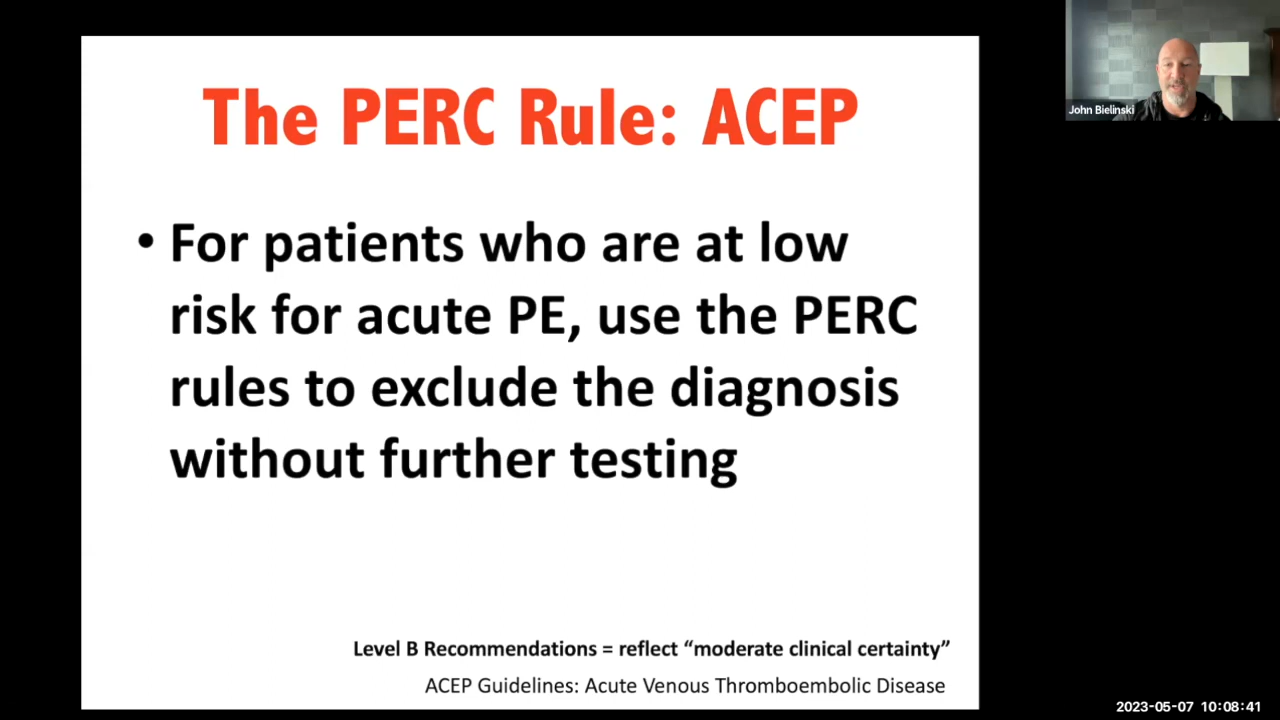 The PERC Rule: ACEP
• For patients who are at low
risk for acute PE, use the PERC
rules to exclude the diagnosis
without further testing
Level B Recommendations = reflect “moderate clinical certainty”
ACEP Guidelines: Acute Venous Thromboembolic Disease
John Bielinski
2023-05-07 10:08:41